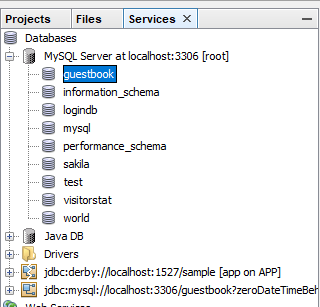 Projects Files Services
Databases
MySQL Server at localhost:3306 [root]
guestbook
information_schema
logindb
mysql
performance_schema
sakila
test
visitorstat
world
Java DB
Drivers
jdbc:derby://localhost:1527/sample [app on APP]
jdbc:mysql://localhost:3306/guestbook?zeroDateTimeBeh
Web Services